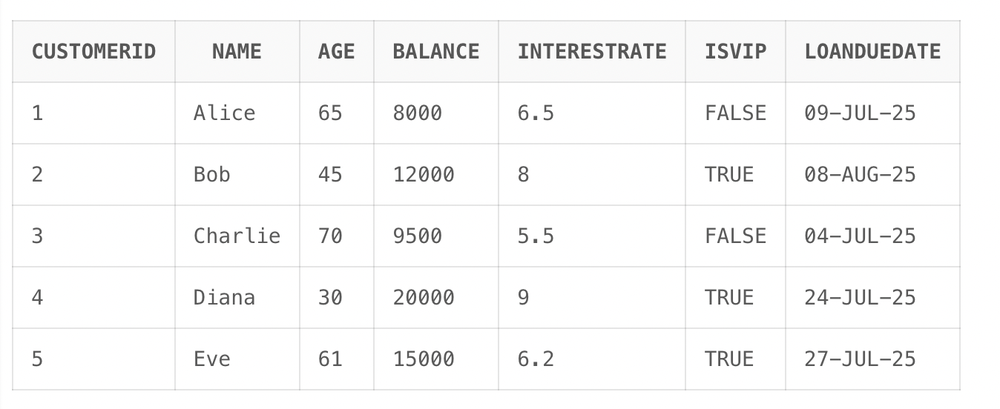 CUSTOMERID NAME AGE BALANCE INTERESTRATE ISVIP LOANDUEDATE
1 Alice 65 8000 6.5 FALSE 09-JUL-25
2 Bob 45 12000 8 TRUE 08-AUG-25
3 Charlie 70 9500 5.5 FALSE 04-JUL-25
4 Diana 30 20000 9 TRUE 24-JUL-25
5 Eve 61 15000 6.2 TRUE 27-JUL-25